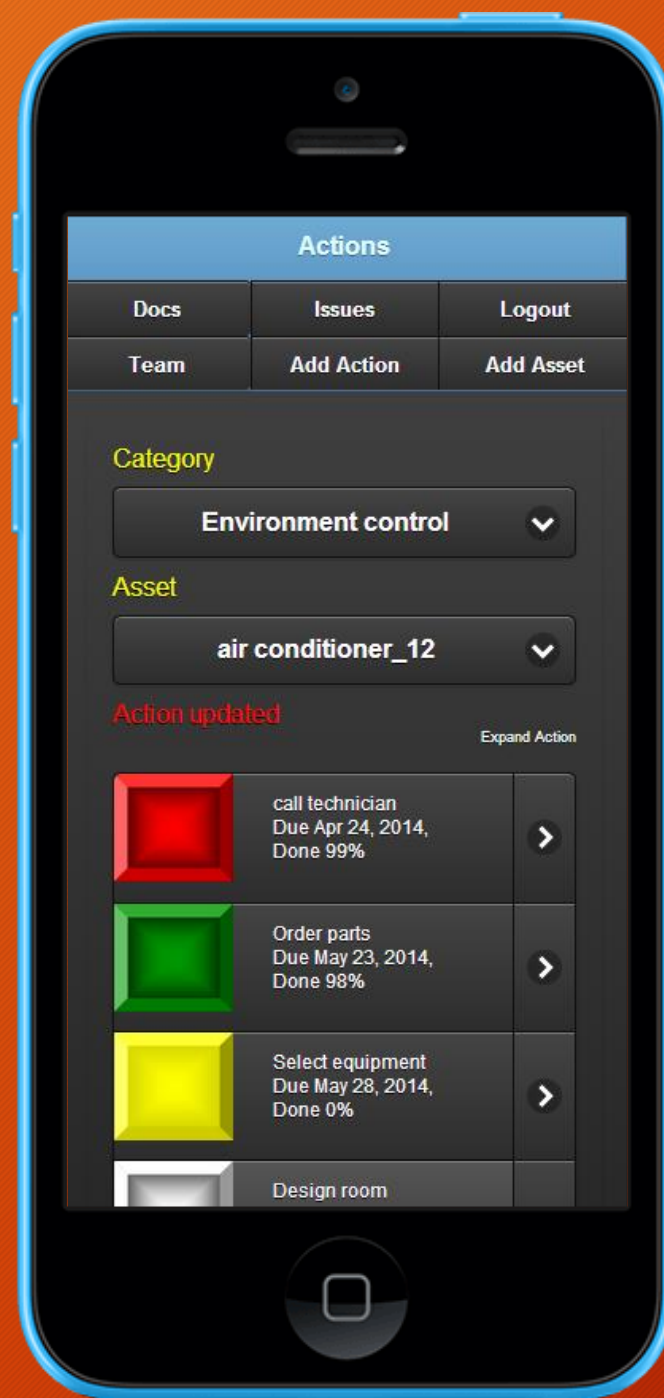 Actions
Docs Issues Logout
Team Add Action Add Asset
Category
Environment control
Asset
air conditioner_12
Action updated
Expand Action
call technician
Due Apr 24, 2014,
Done 99%
Order parts
Due May 23, 2014,
Done 98%
Select equipment
Due May 28, 2014,
Done 0%
Design room